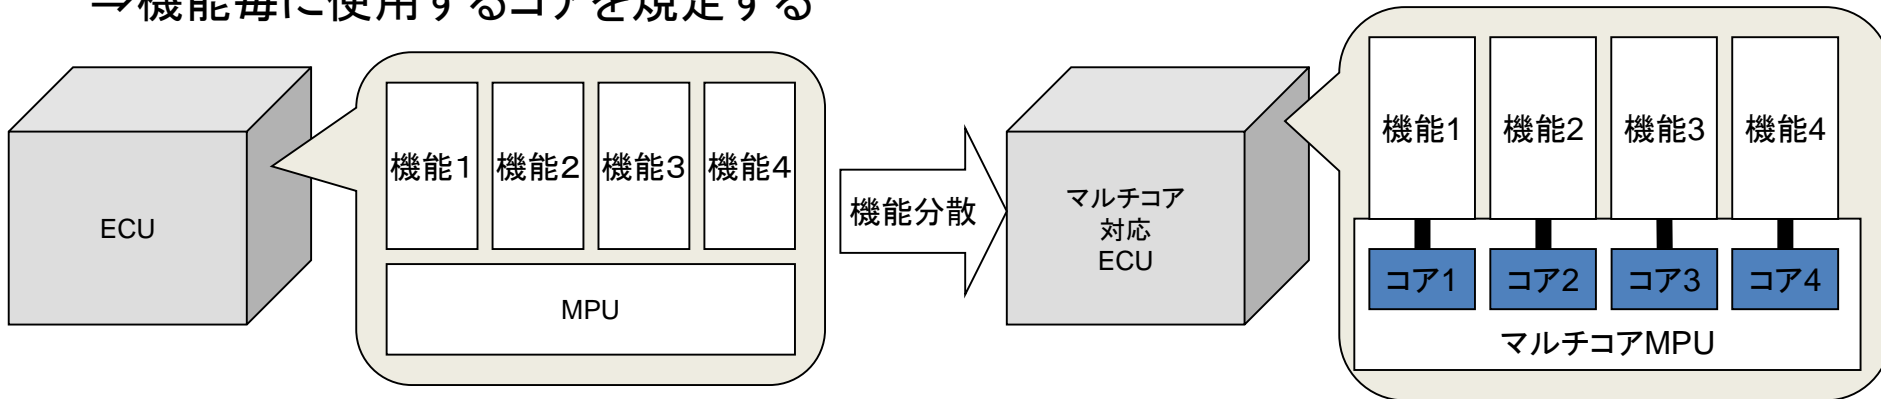 ⇒機能毎に使用するコアを規定する
ECU
機能1
機能2
機能3
機能4
MPU
機能分散
マルチコア
対応
ECU
機能1
機能2
機能3
機能4
コア1
コア2
コア3
コア4
マルチコアMPU